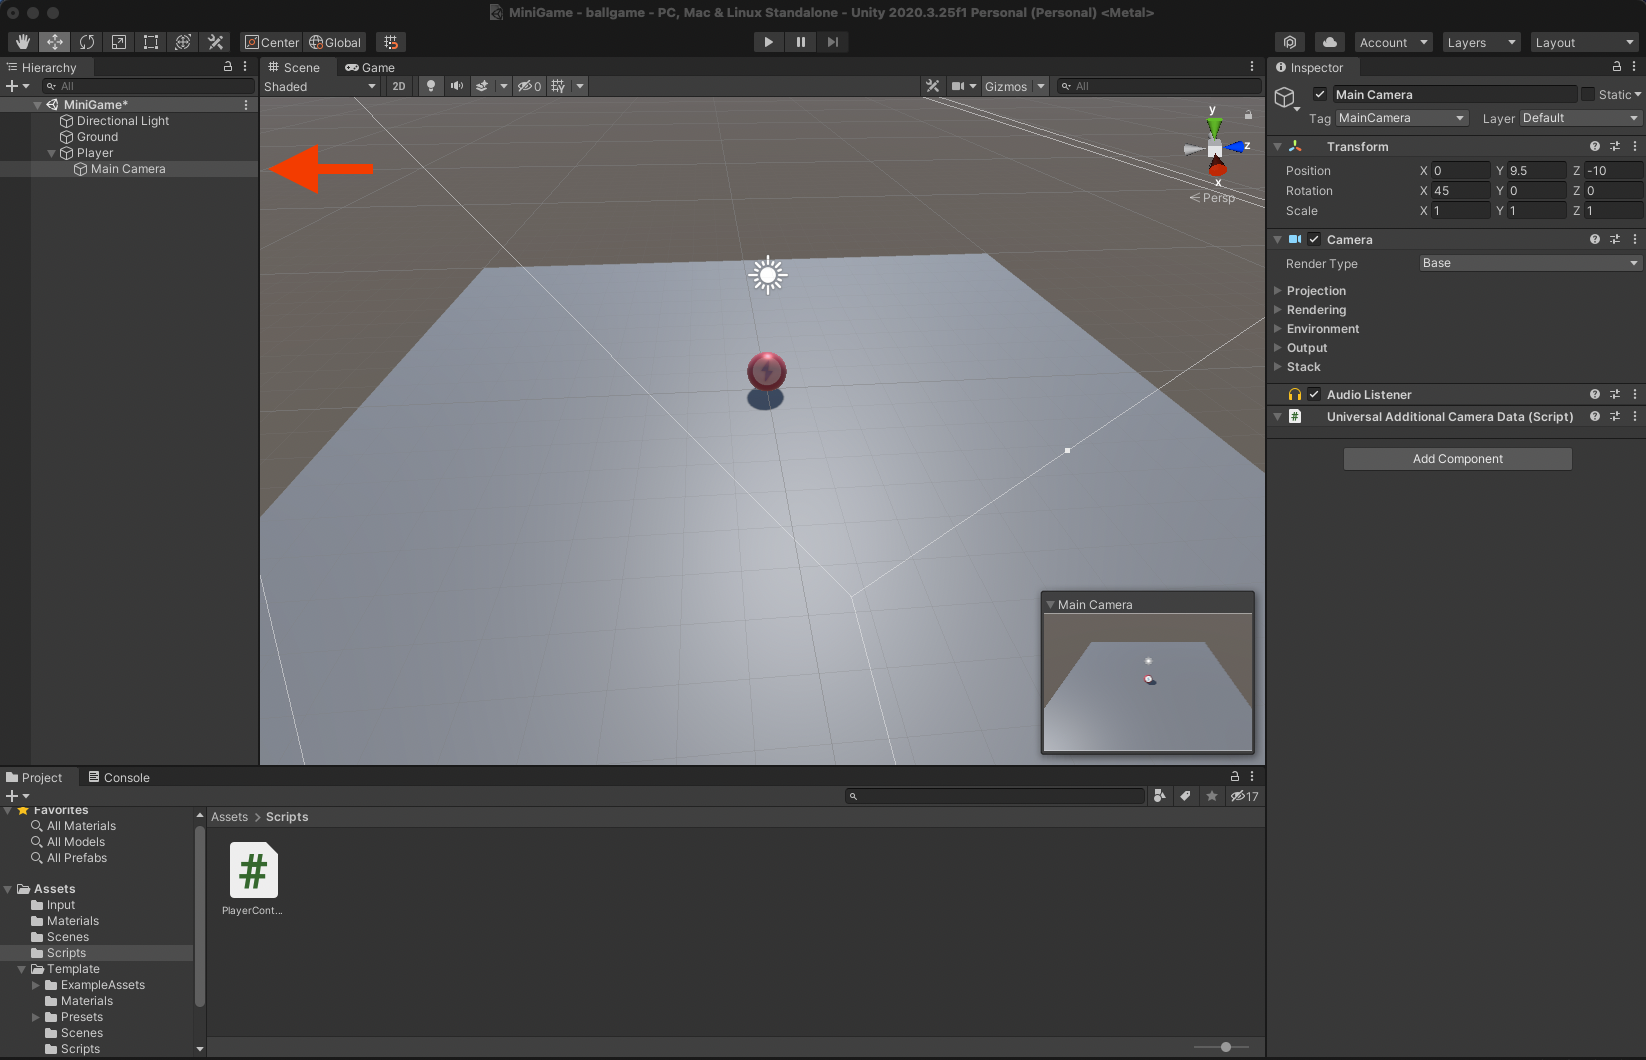 MiniGame - ballgame - PC, Mac & Linux Standalone - Unity 2020.3.25f1 Personal (Personal) <Metal>
Center Global
Account Layers Layout
Hierarchy
All
MiniGame*
Directional Light
Ground
Player
Main Camera
Scene Game
Shaded 2D 0 Gizmos All
y
z
x
Persp
Main Camera
Inspector
Main Camera Static
Tag MainCamera Layer Default
Transform
Position X 0 Y 9.5 Z -10
Rotation X 45 Y 0 Z 0
Scale X 1 Y 1 Z 1
Camera
Render Type Base
Projection
Rendering
Environment
Output
Stack
Audio Listener
# Universal Additional Camera Data (Script)
Add Component
Project Console
17
Favorites
All Materials
All Models
All Prefabs
Assets
Input
Materials
Scenes
Scripts
Template
ExampleAssets
Materials
Presets
Scenes
Scripts
Assets > Scripts
#
PlayerCont...